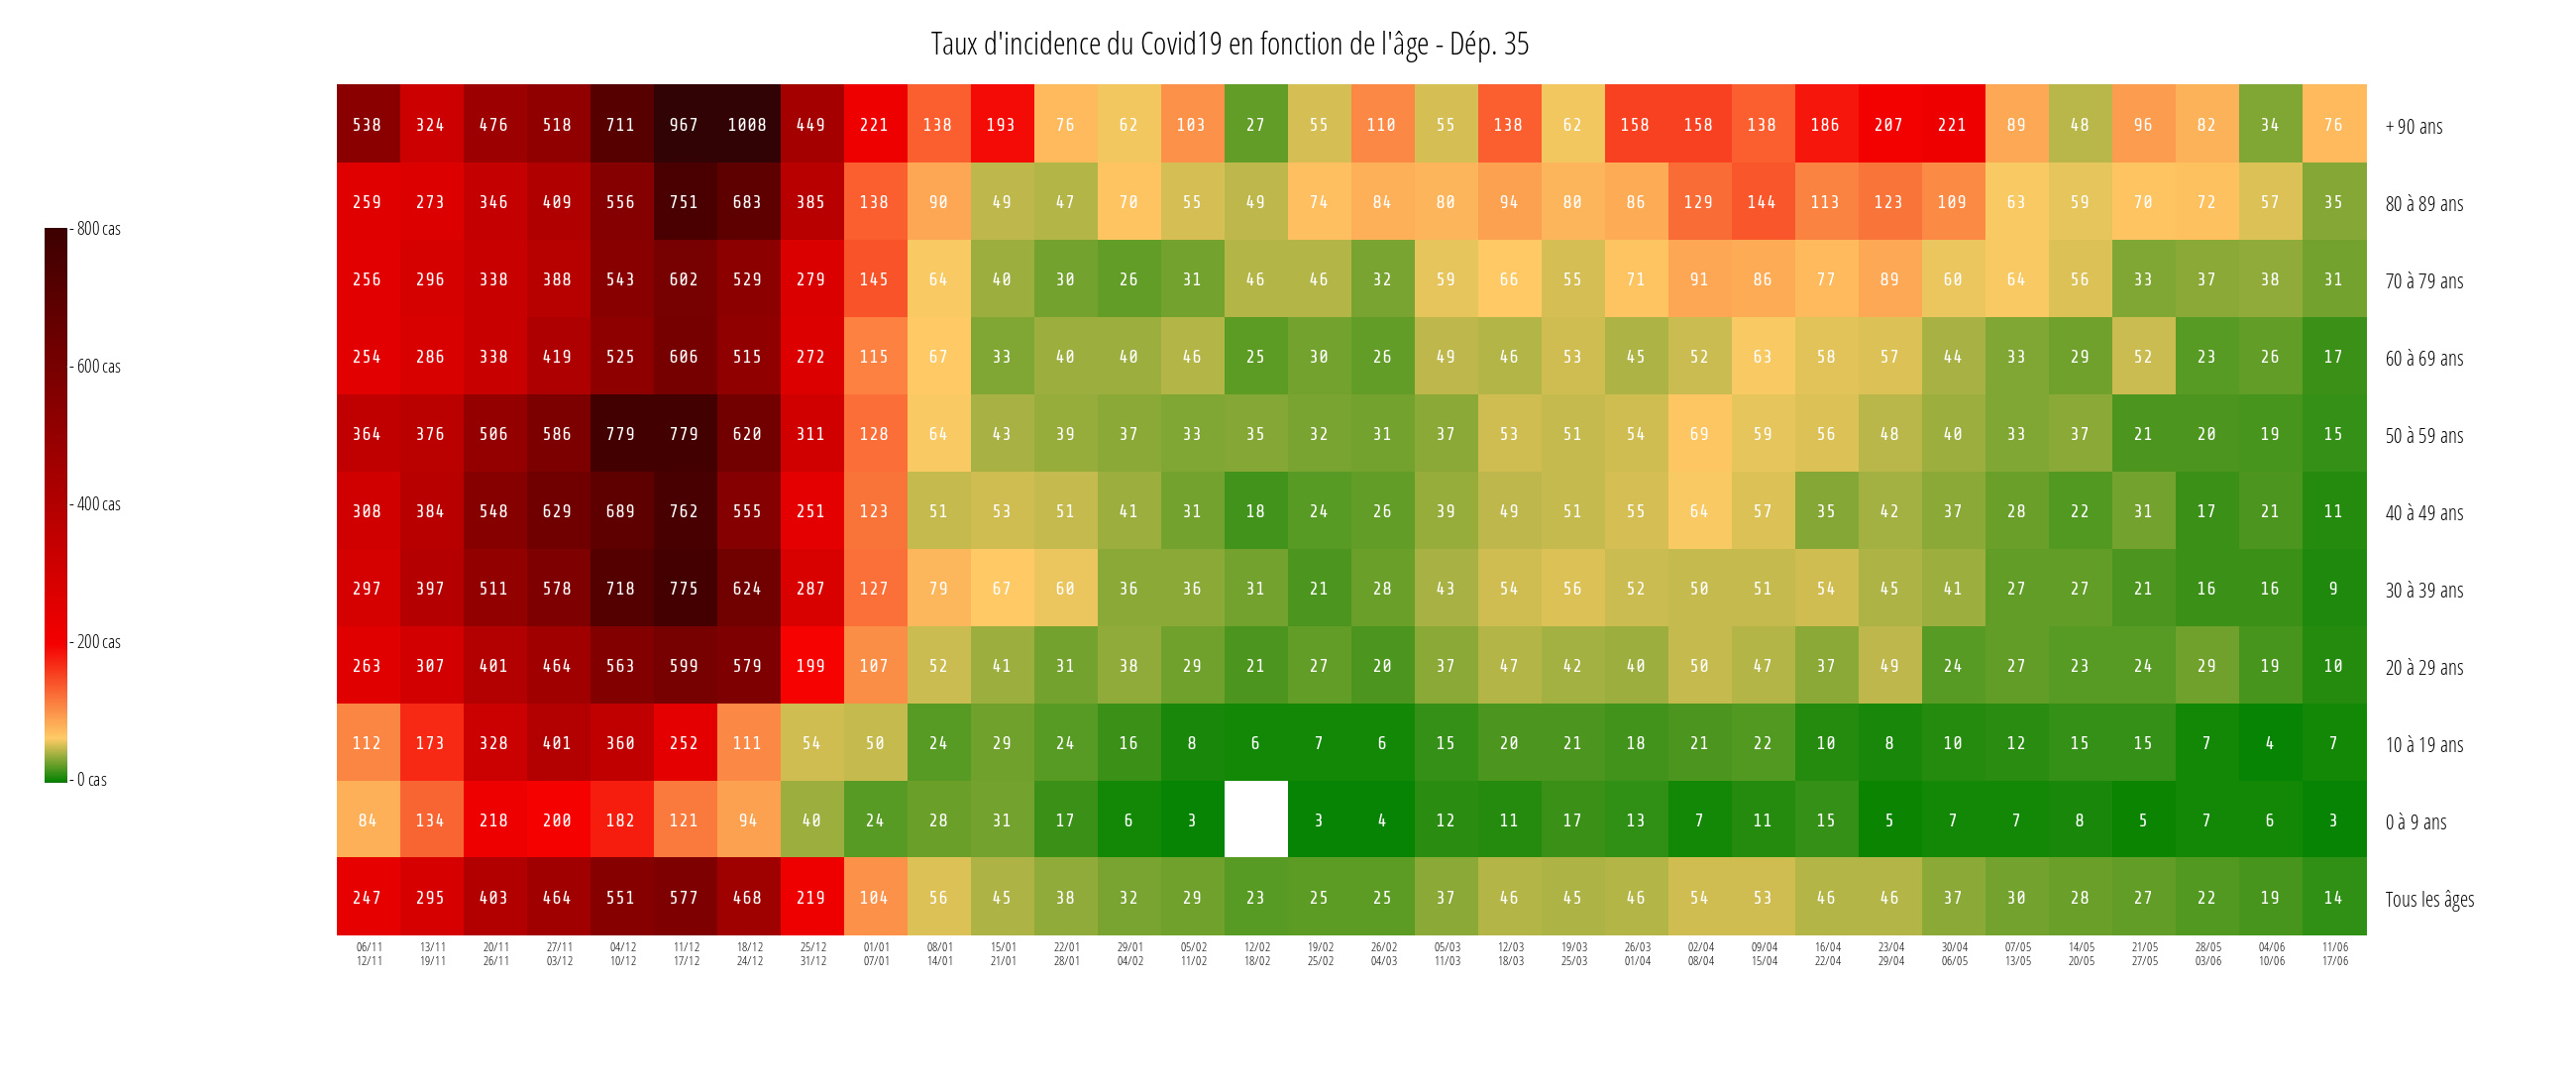 Taux d'incidence du Covid19 en fonction de l'âge - Dép. 35
538 324 476 518 711 967 1008 449 221 138 193 76 62 103 27 55 110 55 138 62 158 158 138 186 207 221 89 48 96 82 34 76 + 90 ans
259 273 346 409 556 751 683 385 138 90 49 47 70 55 49 74 84 80 94 80 86 129 144 113 123 109 63 59 70 72 57 35 80 à 89 ans
- 800 cas
256 296 338 388 543 602 529 279 145 64 40 30 26 31 46 46 32 59 66 55 71 91 86 77 89 60 64 56 33 37 38 31 70 à 79 ans
254 286 338 419 525 606 515 272 115 67 33 40 40 46 25 30 26 49 46 53 45 52 63 58 57 44 33 29 52 23 26 17 60 à 69 ans
- 600 cas
364 376 506 586 779 779 620 311 128 64 43 39 37 33 35 32 31 37 53 51 54 69 59 56 48 40 33 37 21 20 19 15 50 à 59 ans
- 400 cas
308 384 548 629 689 762 555 251 123 51 53 51 41 31 18 24 26 39 49 51 55 64 57 35 42 37 28 22 31 17 21 11 40 à 49 ans
297 397 511 578 718 775 624 287 127 79 67 60 36 36 31 21 28 43 54 56 52 50 51 54 45 41 27 27 21 16 16 9 30 à 39 ans
- 200 cas
263 307 401 464 563 599 579 199 107 52 41 31 38 29 21 27 20 37 47 42 40 50 47 37 49 24 27 23 24 29 19 10 20 à 29 ans
112 173 328 401 360 252 111 54 50 24 29 24 16 8 6 7 6 15 20 21 18 21 22 10 8 10 12 15 15 7 4 7 10 à 19 ans
- 0 cas
84 134 218 200 182 121 94 40 24 28 31 17 6 3 3 4 12 11 17 13 7 11 15 5 7 7 8 5 7 6 3 0 à 9 ans
247 295 403 464 551 577 468 219 104 56 45 38 32 29 23 25 25 37 46 45 46 54 53 46 46 37 30 28 27 22 19 14 Tous les âges
06/11 13/11 20/11 27/11 04/12 11/12 18/12 25/12 01/01 08/01 15/01 22/01 29/01 05/02 12/02 19/02 26/02 05/03 12/03 19/03 26/03 02/04 09/04 16/04 23/04 30/04 07/05 14/05 21/05 28/05 04/06 11/06
12/11 19/11 26/11 03/12 10/12 17/12 24/12 31/12 07/01 14/01 21/01 28/01 04/02 11/02 18/02 25/02 04/03 11/03 18/03 25/03 01/04 08/04 15/04 22/04 29/04 06/05 13/05 20/05 27/05 03/06 10/06 17/06